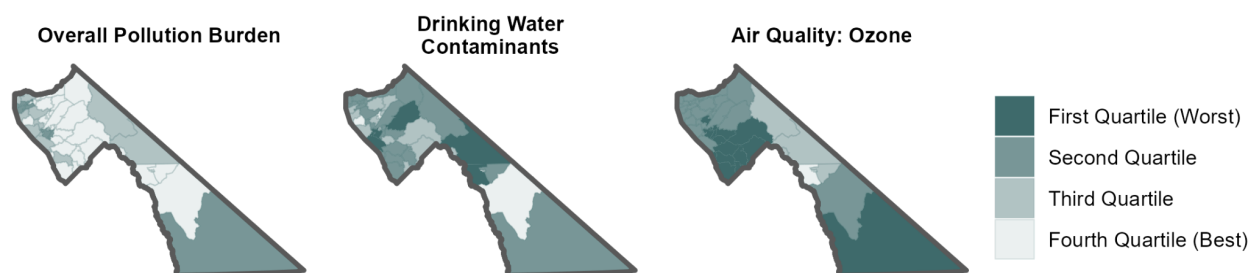 Overall Pollution Burden
Drinking Water
Contaminants
Air Quality: Ozone
First Quartile (Worst)
Second Quartile
Third Quartile
Fourth Quartile (Best)